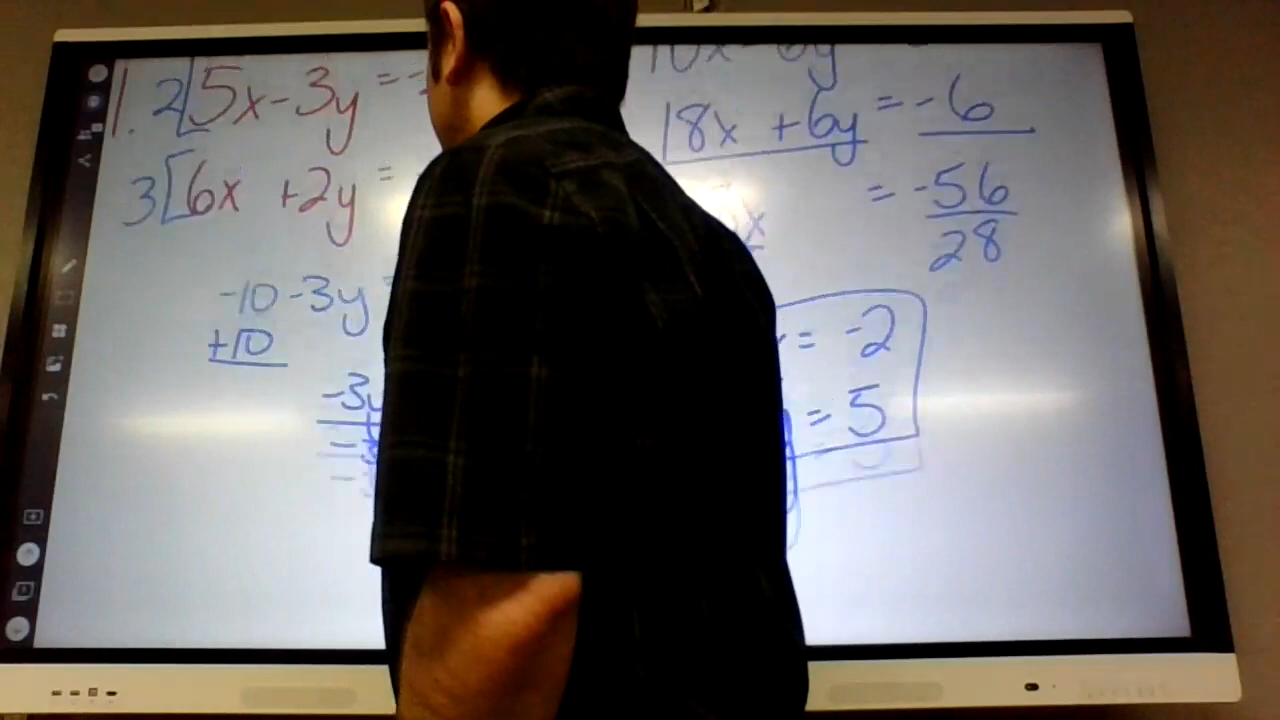 1. 2[5x-3y = -
3[6x +2y =
-10 -3y =
+10
-3y
-3
10x - 6y
18x +6y = -6
= -56
28
x
= -2
= 5